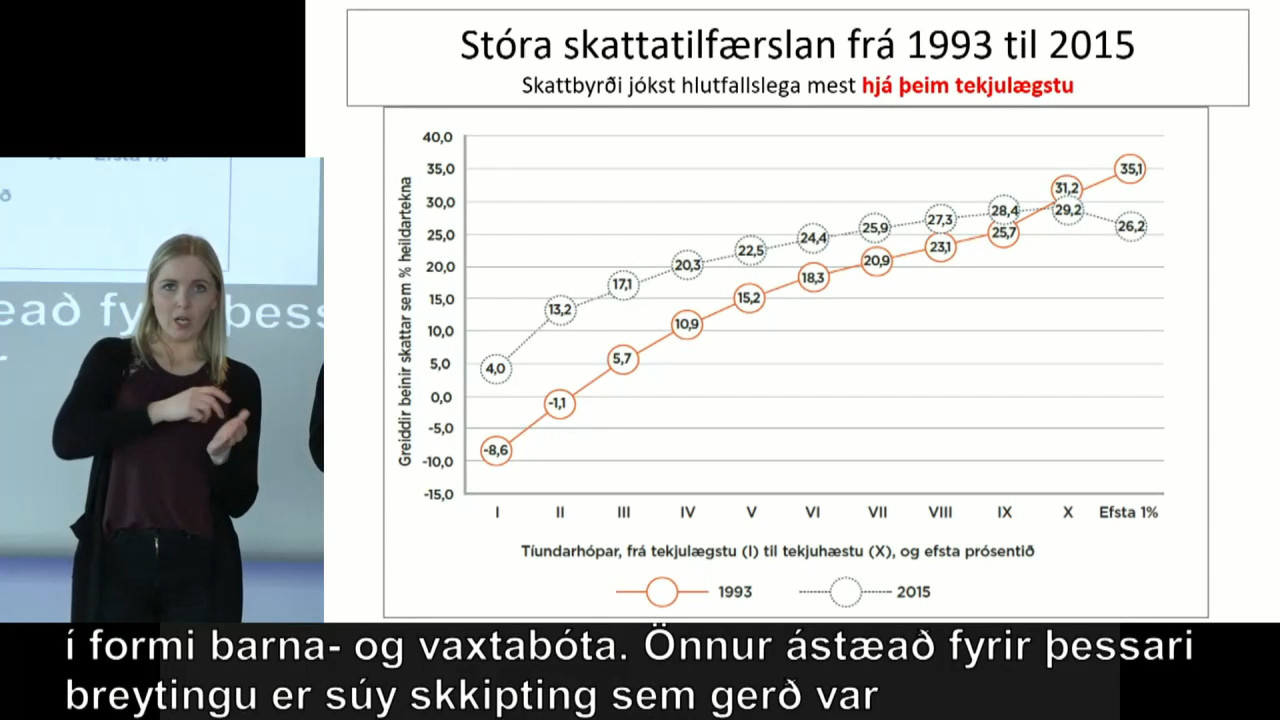 Stóra skattatilfærslan frá 1993 til 2015
Skattbyrði jókst hlutfallslega mest hjá þeim tekjulægstu
Greiddir beinir skattar sem % heildartekna
40,0
35,0
30,0
25,0
20,0
15,0
10,0
5,0
0,0
-5,0
-10,0
-15,0
4,0 13,2 17,1 20,3 22,5 24,4 25,9 27,3 28,4 29,2 26,2
-8,6 -1,1 5,7 10,9 15,2 18,3 20,9 23,1 25,7 31,2 35,1
I II III IV V VI VII VIII IX X Efsta 1%
Tíundarhópar, frá tekjulægstu (I) til tekjuhæstu (X), og efsta prósentið
1993 2015
í formi barna- og vaxtabóta. Önnur ástæað fyrir þessari
breytingu er súy skkipting sem gerð var